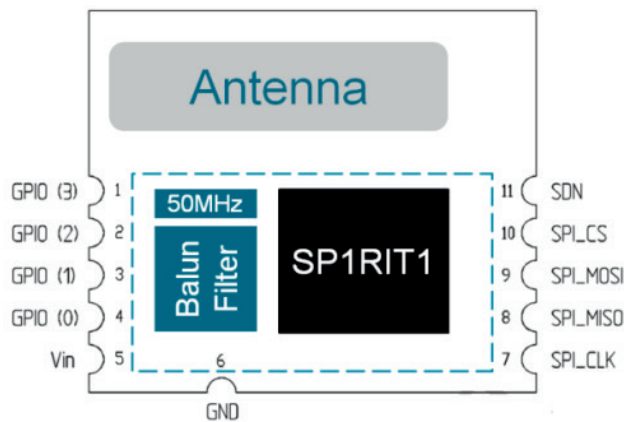 Antenna
GPIO (3) 1 11 SDN
50MHz
GPIO (2) 2 10 SPI_CS
Balun Filter
SP1RIT1
GPIO (1) 3 9 SPI_MOSI
GPIO (0) 4 8 SPI_MISO
Vin 5 6 7 SPI_CLK
GND